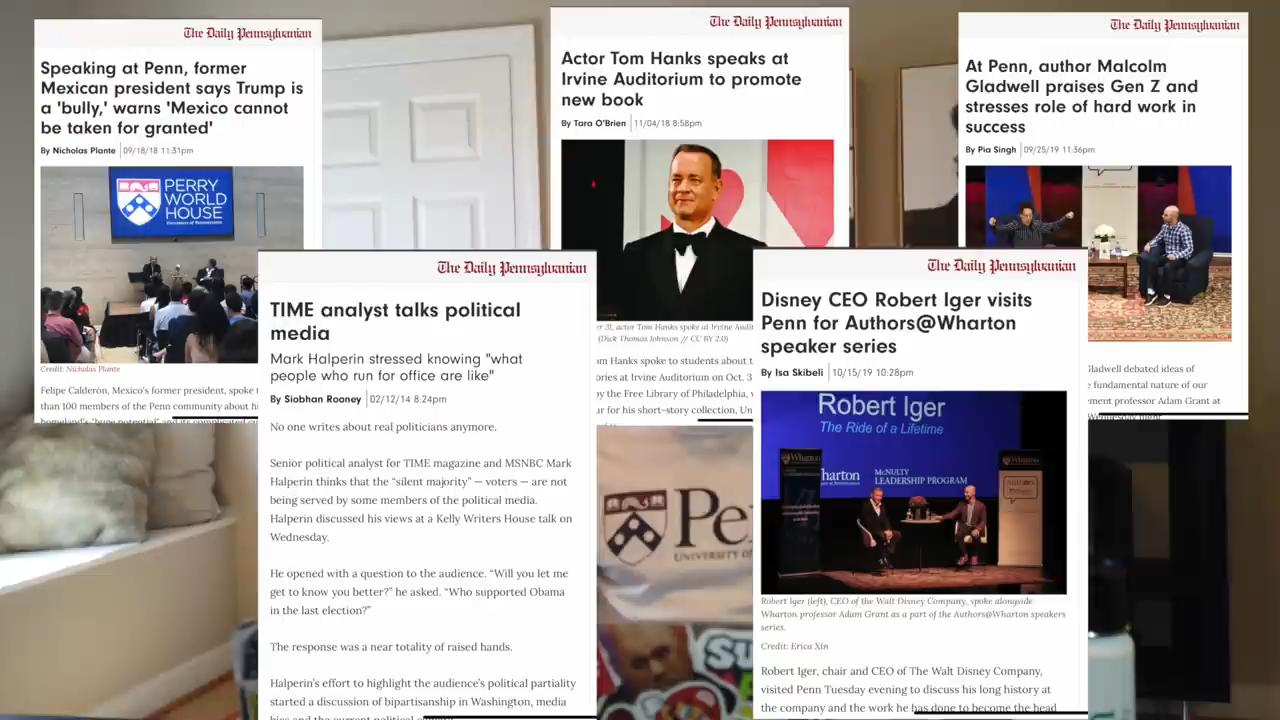 The Daily Pennsylvanian
Speaking at Penn, former
Mexican president says Trump is
a 'bully,' warns 'Mexico cannot
be taken for granted'
By Nicholas Plante 09/18/18 11:31pm
PERRY
WORLD
HOUSE
Credit: Nicholas Plante
Felipe Calderón, Mexico's former president, spoke t
than 100 members of the Penn community about hi
The Daily Pennsylvanian
TIME analyst talks political
media
Mark Halperin stressed knowing "what
people who run for office are like"
By Siobhan Rooney 02/12/14 8:24pm
No one writes about real politicians anymore.
Senior political analyst for TIME magazine and MSNBC Mark
Halperin thinks that the “silent majority” — voters — are not
being served by some members of the political media.
Halperin discussed his views at a Kelly Writers House talk on
Wednesday.
He opened with a question to the audience. “Will you let me
get to know you better?” he asked. “Who supported Obama
in the last election?”
The response was a near totality of raised hands.
Halperin’s effort to highlight the audience’s political partiality
started a discussion of bipartisanship in Washington, media
The Daily Pennsylvanian
Actor Tom Hanks speaks at
Irvine Auditorium to promote
new book
By Tara O'Brien 11/04/18 8:58pm
r 31, actor Tom Hanks spoke at Irvine Audit
(Dick Thomas Johnson // CC BY 2.0)
om Hanks spoke to students about t
ories at Irvine Auditorium on Oct. 3
by the Free Library of Philadelphia, 
ur for his short-story collection, Un
Pe
UNIVERSITY OF
The Daily Pennsylvanian
Disney CEO Robert Iger visits
Penn for Authors@Wharton
speaker series
By Isa Skibeli 10/15/19 10:28pm
Robert Iger
The Ride of a Lifetime
Wharton
McNULTY
LEADERSHIP PROGRAM
Robert Iger (left), CEO of the Walt Disney Company, spoke alongside
Wharton professor Adam Grant as a part of the Authors@Wharton speakers
series.
Credit: Erica Xin
Robert Iger, chair and CEO of The Walt Disney Company,
visited Penn Tuesday evening to discuss his long history at
the company and the work he has done to become the head
The Daily Pennsylvanian
At Penn, author Malcolm
Gladwell praises Gen Z and
stresses role of hard work in
success
By Pia Singh 09/25/19 11:36pm
Gladwell debated ideas of
e fundamental nature of our
ement professor Adam Grant at